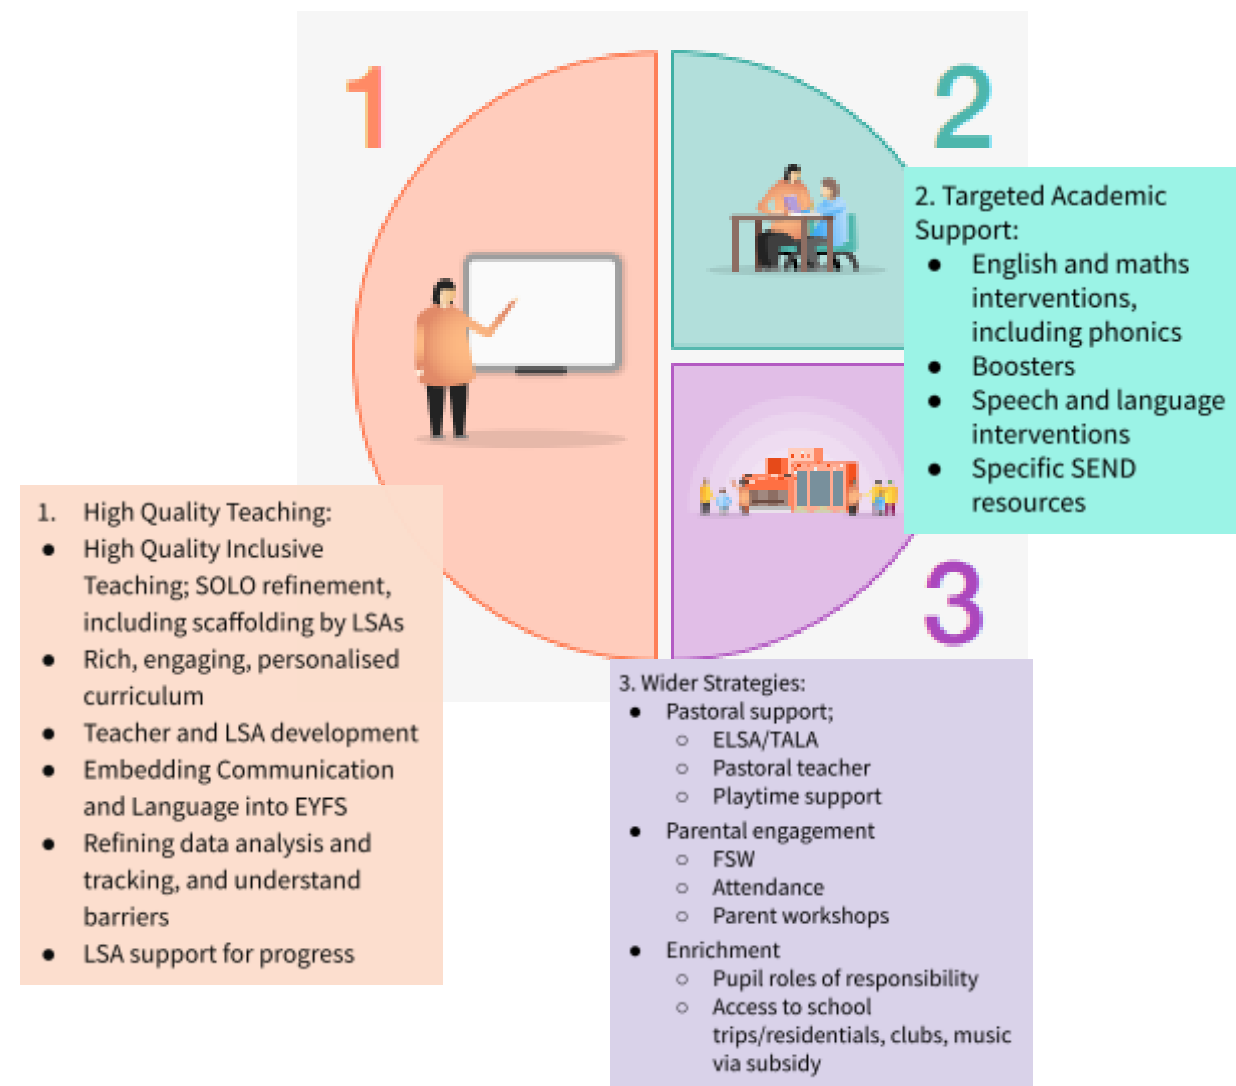 1
2
2. Targeted Academic
Support:
● English and maths
interventions,
including phonics
● Boosters
● Speech and language
interventions
● Specific SEND
resources
1. High Quality Teaching:
● High Quality Inclusive
Teaching; SOLO refinement,
including scaffolding by LSAs
● Rich, engaging, personalised
curriculum
● Teacher and LSA development
● Embedding Communication
and Language into EYFS
● Refining data analysis and
tracking, and understand
barriers
● LSA support for progress
3
3. Wider Strategies:
● Pastoral support;
○ ELSA/TALA
○ Pastoral teacher
○ Playtime support
● Parental engagement
○ FSW
○ Attendance
○ Parent workshops
● Enrichment
○ Pupil roles of responsibility
○ Access to school
trips/residentials, clubs, music
via subsidy